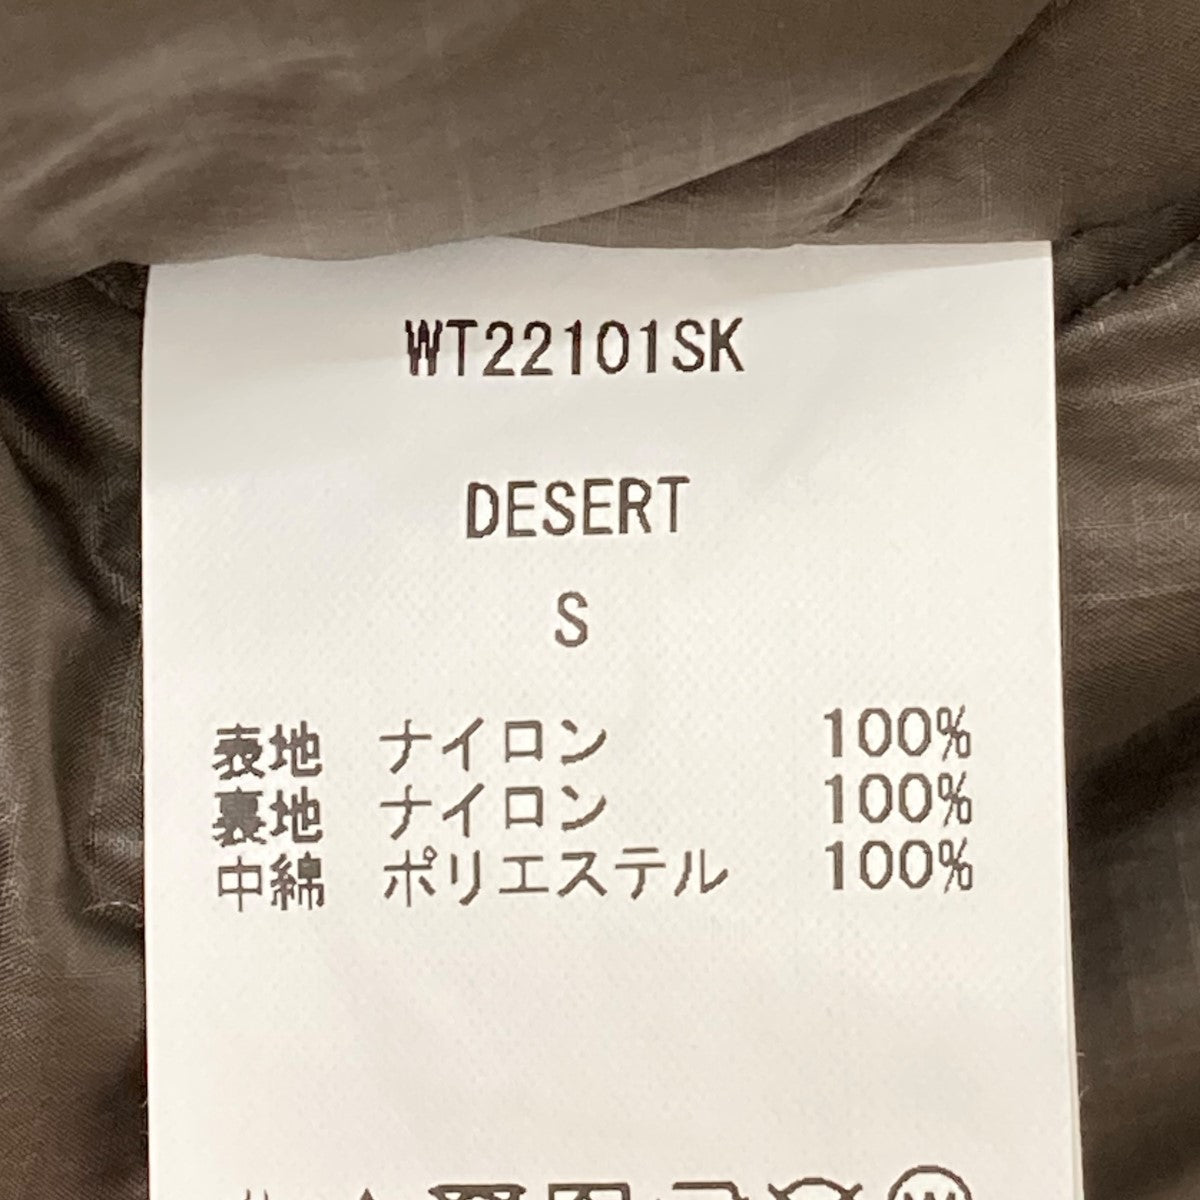 WT22101SK
DESERT
S
表地 ナイロン 100%
裏地 ナイロン 100%
中綿 ポリエステル 100%